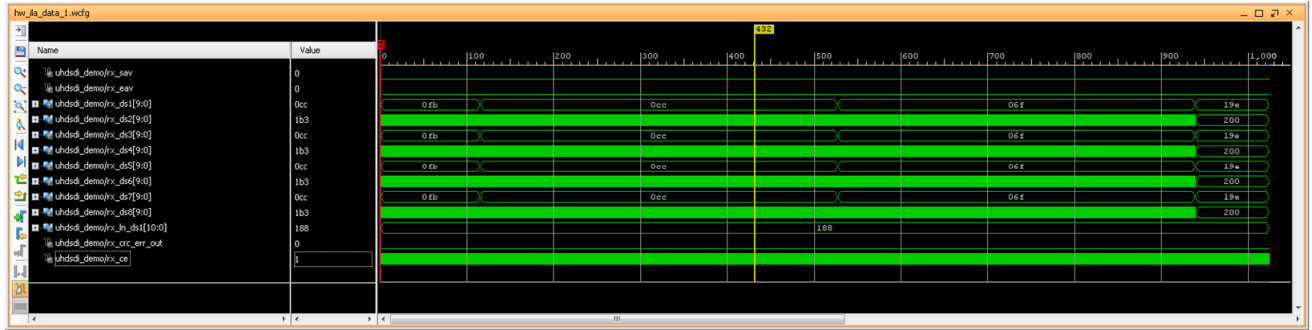 hw_ila_data_1.wcfg
432
Name Value
0 100 200 300 400 500 600 700 800 900 1,000
uhdsdi_demo/rx_sav 0
uhdsdi_demo/rx_eav 0
uhdsdi_demo/rx_ds1[9:0] 0cc 0fb 0cc 06f 19e
uhdsdi_demo/rx_ds2[9:0] 1b3 200
uhdsdi_demo/rx_ds3[9:0] 0cc 0fb 0cc 06f 19e
uhdsdi_demo/rx_ds4[9:0] 1b3 200
uhdsdi_demo/rx_ds5[9:0] 0cc 0fb 0cc 06f 19e
uhdsdi_demo/rx_ds6[9:0] 1b3 200
uhdsdi_demo/rx_ds7[9:0] 0cc 0fb 0cc 06f 19e
uhdsdi_demo/rx_ds8[9:0] 1b3 200
uhdsdi_demo/rx_ln_ds1[10:0] 188 188
uhdsdi_demo/rx_crc_err_out 0
uhdsdi_demo/rx_ce 1